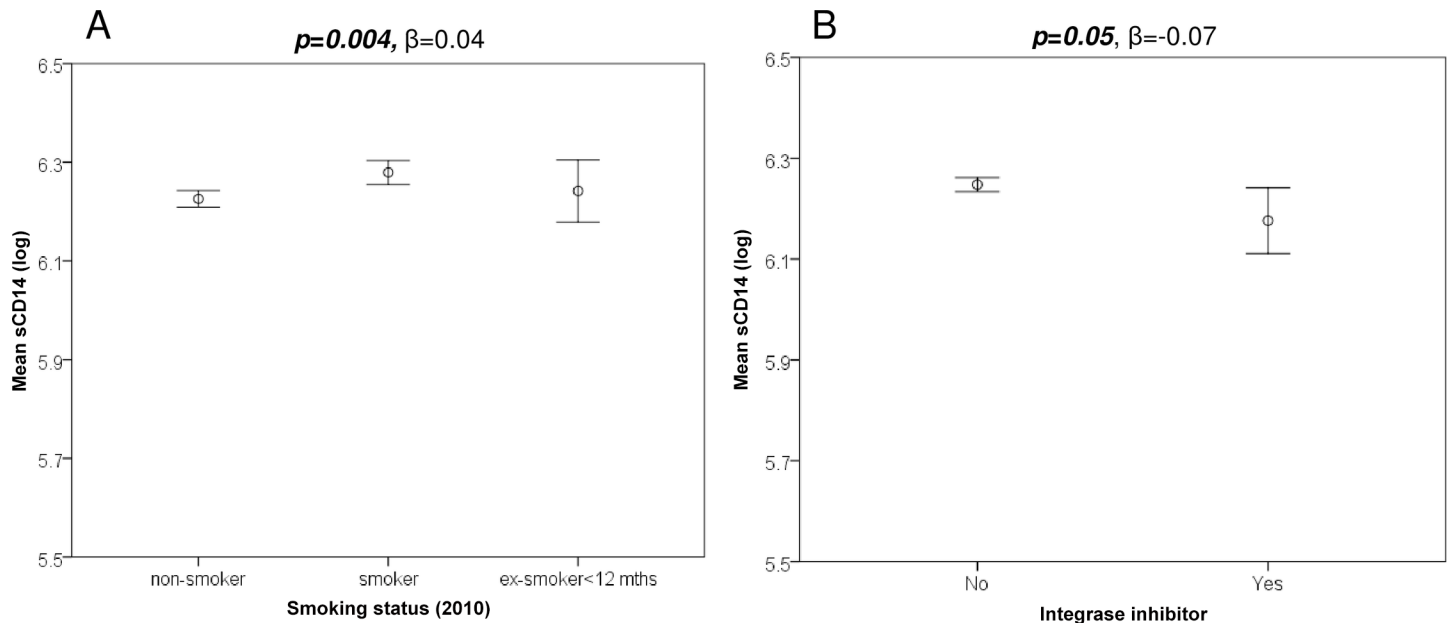 A
p=0.004, β=0.04
6.5
6.3
6.1
5.9
5.7
5.5
Mean sCD14 (log)
non-smoker smoker ex-smoker<12 mths
Smoking status (2010)
B
p=0.05, β=-0.07
6.5
6.3
6.1
5.9
5.7
5.5
Mean sCD14 (log)
No Yes
Integrase inhibitor